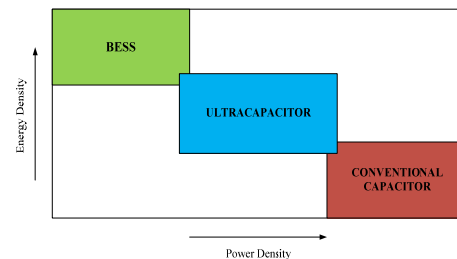 BESS
Energy Density
ULTRACAPACITOR
CONVENTIONAL
CAPACITOR
Power Density